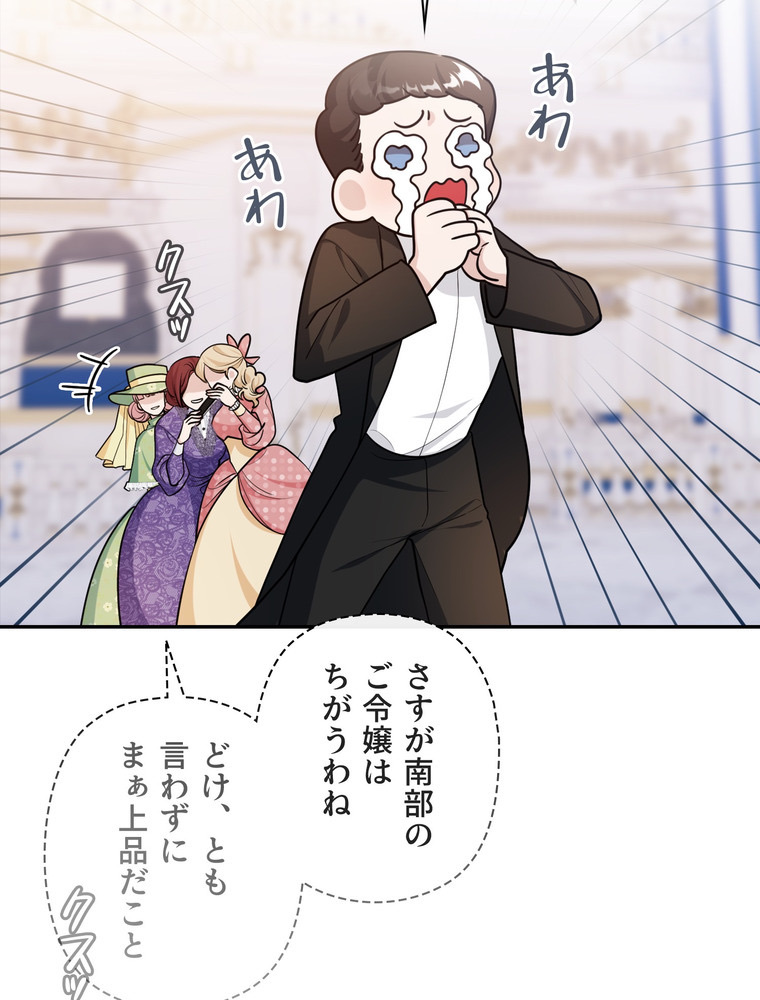 あわ
あわ
クスッ
さすが南部の
ご令嬢は
ちがうわね
どけ、とも
言わずに
まぁ上品だこと
クスッ